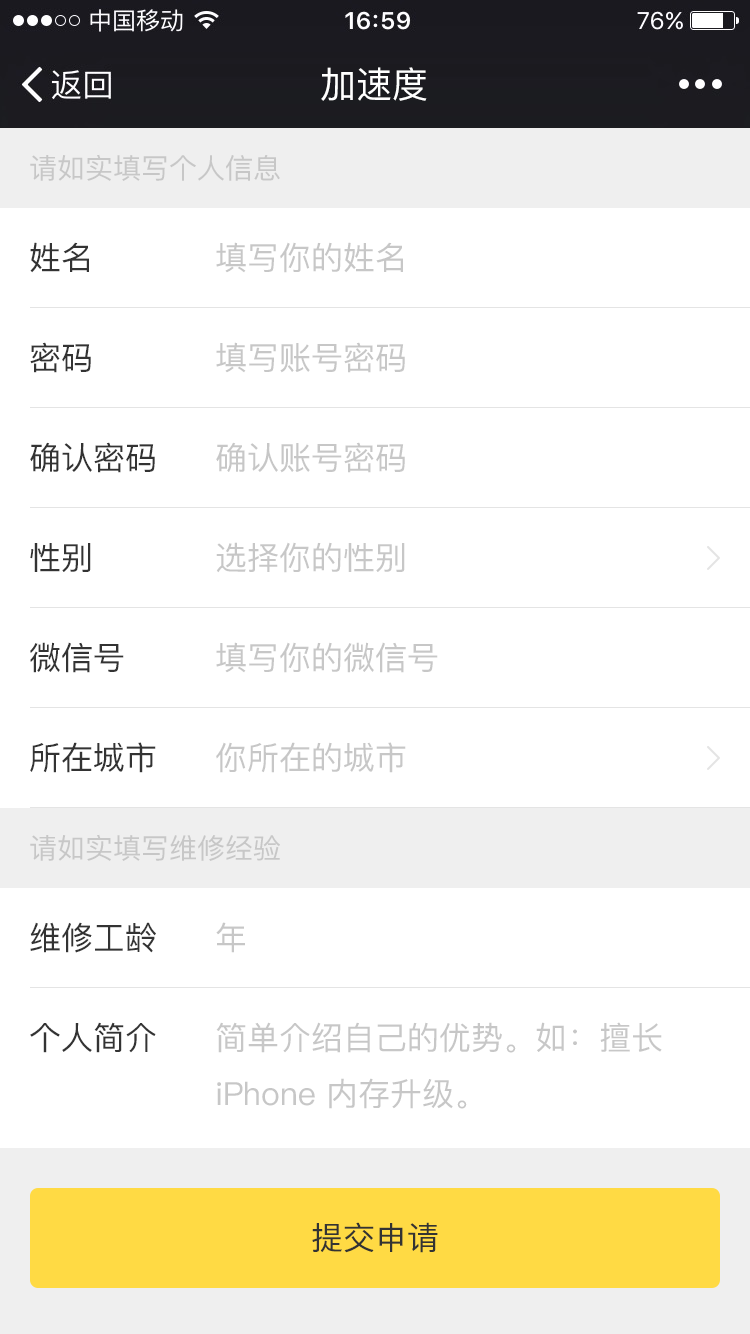 中国移动 16:59 76%
返回 加速度
请如实填写个人信息
姓名 填写你的姓名
密码 填写账号密码
确认密码 确认账号密码
性别 选择你的性别
微信号 填写你的微信号
所在城市 你所在的城市
请如实填写维修经验
维修工龄 年
个人简介 简单介绍自己的优势。如：擅长
iPhone 内存升级。
提交申请